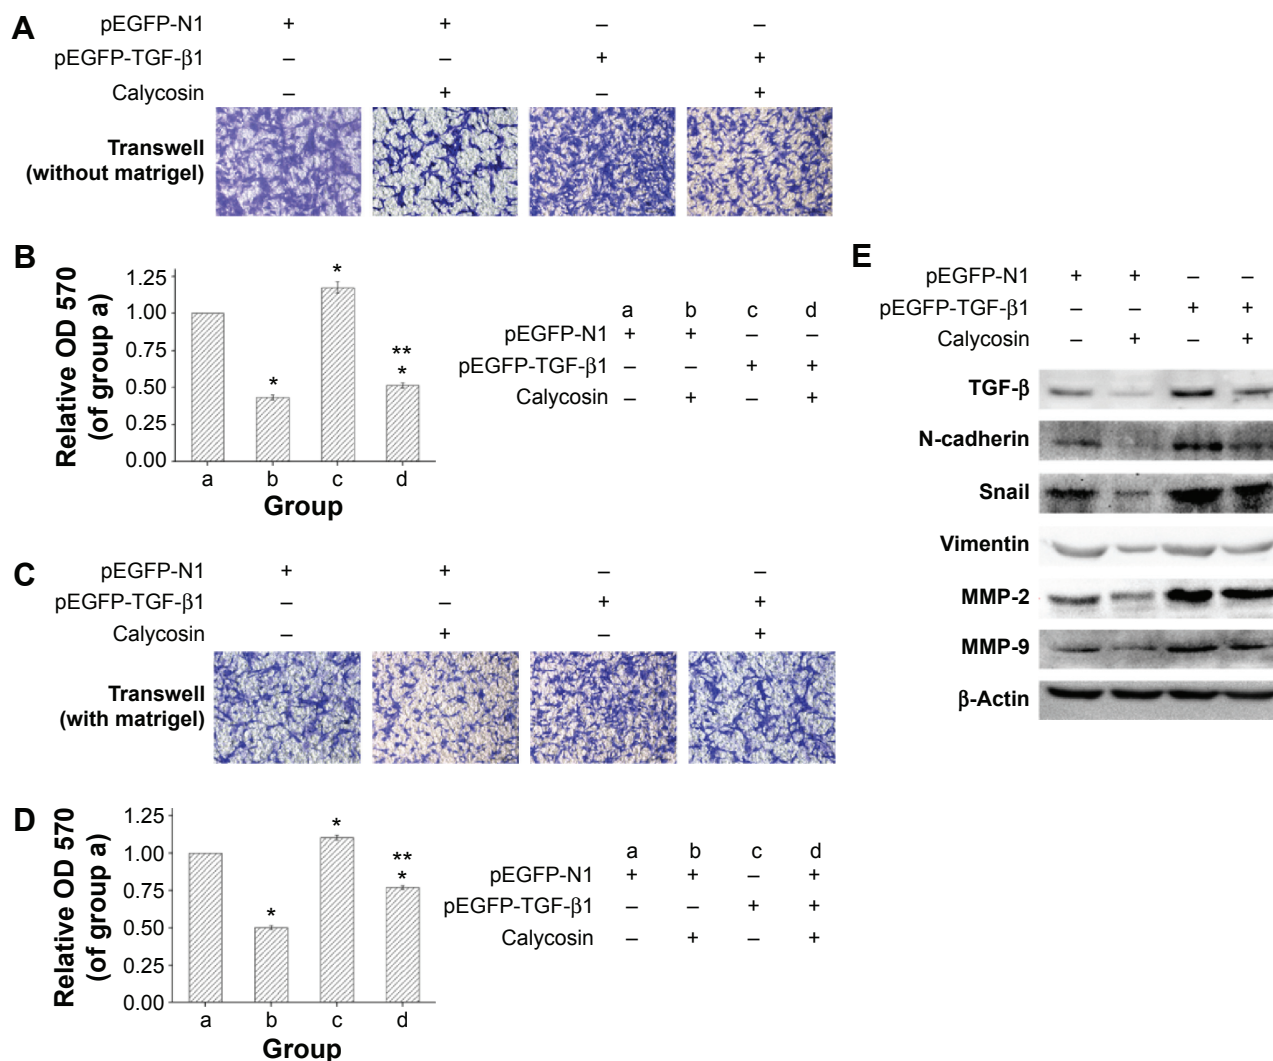 A
pEGFP-N1 + + – –
pEGFP-TGF-β1 – – + +
Calycosin – + – +
Transwell
(without matrigel)
B
Relative OD 570
(of group a)
1.25
1.00
0.75
0.50
0.25
0.00
* * ** *
a b c d
Group
a b c d
pEGFP-N1 + + – –
pEGFP-TGF-β1 – – + +
Calycosin – + – +
C
pEGFP-N1 + + – –
pEGFP-TGF-β1 – – + +
Calycosin – + – +
Transwell
(with matrigel)
D
Relative OD 570
(of group a)
1.25
1.00
0.75
0.50
0.25
0.00
* * ** *
a b c d
Group
a b c d
pEGFP-N1 + + – +
pEGFP-TGF-β1 – – + +
Calycosin – + – +
E
pEGFP-N1 + + – –
pEGFP-TGF-β1 – – + +
Calycosin – + – +
TGF-β
N-cadherin
Snail
Vimentin
MMP-2
MMP-9
β-Actin